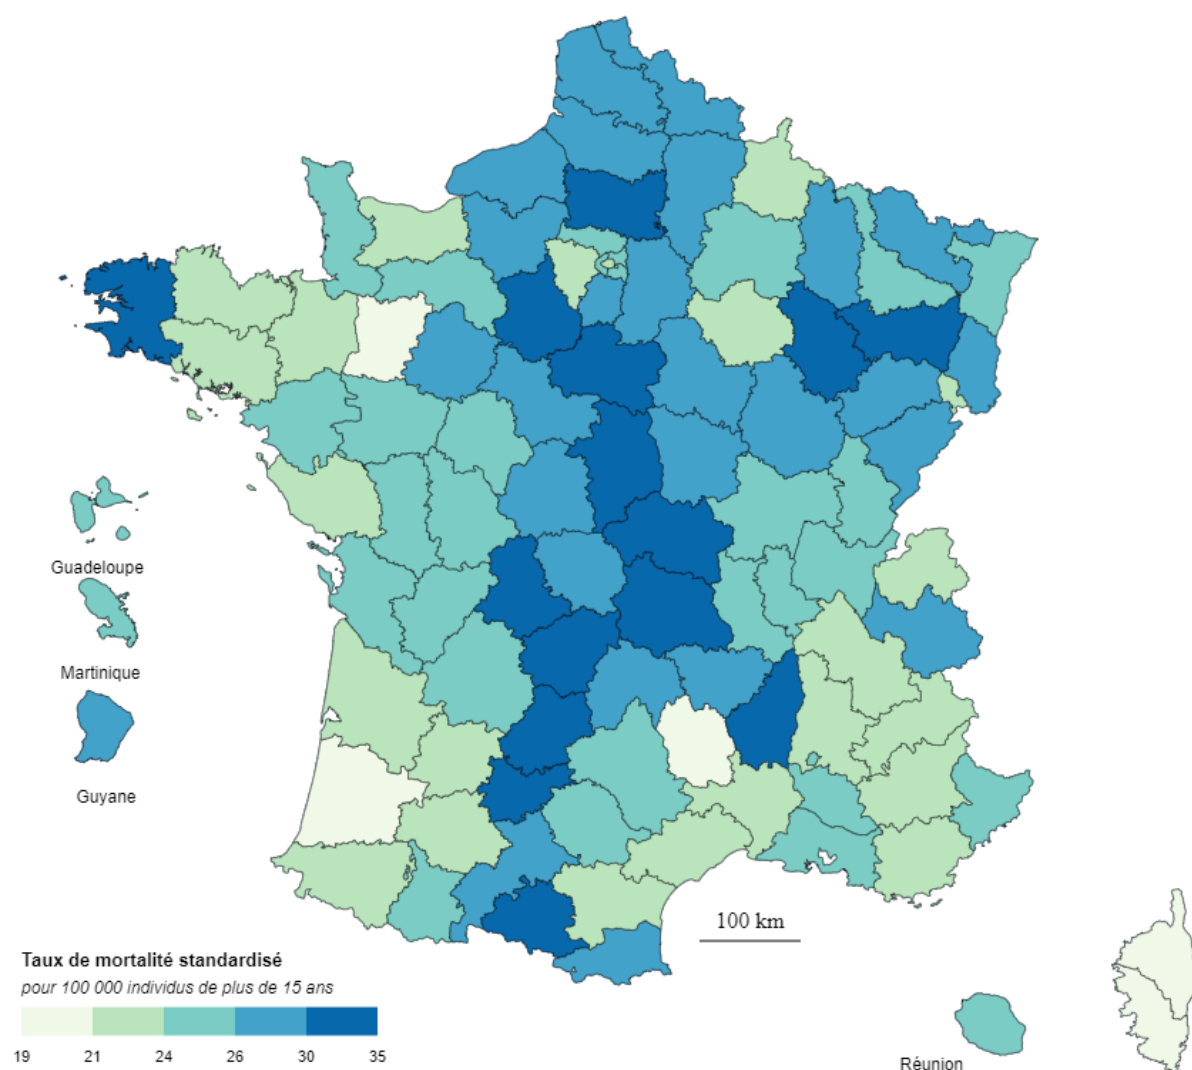 Guadeloupe
Martinique
Guyane
100 km
Taux de mortalité standardisé
pour 100 000 individus de plus de 15 ans
19 21 24 26 30 35
Réunion